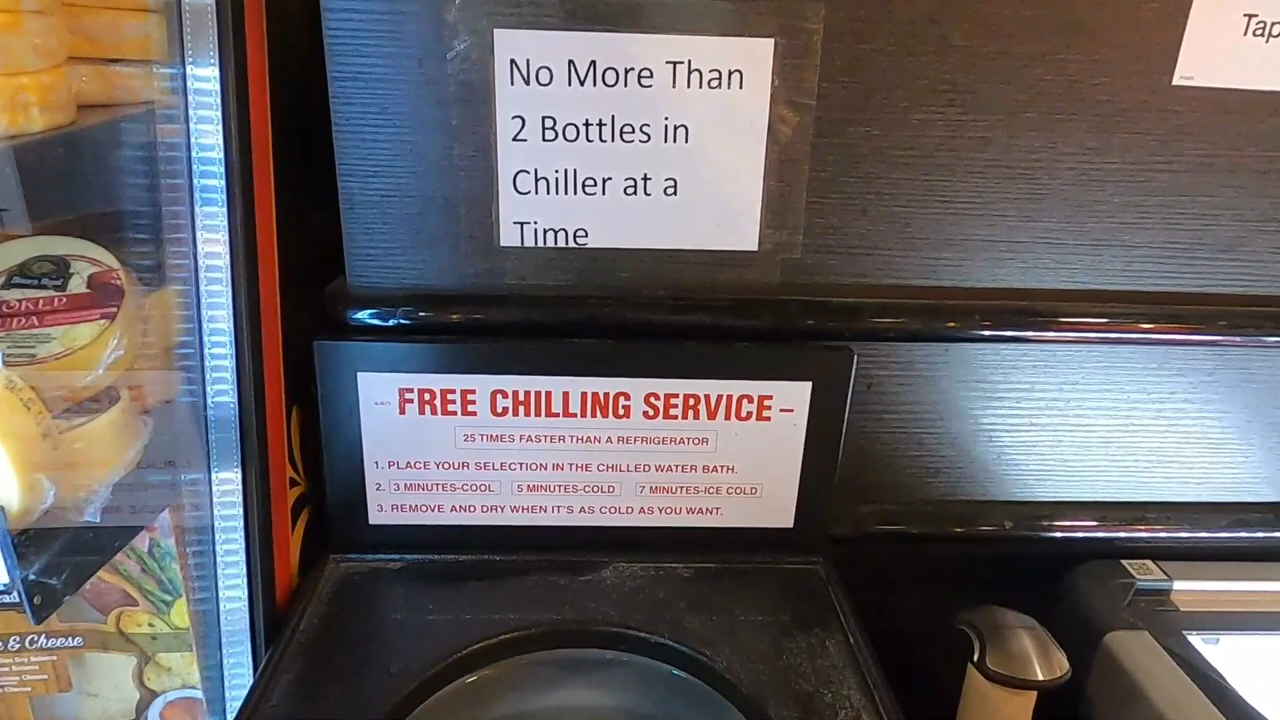 No More Than
2 Bottles in
Chiller at a
Time
Tap
FREE CHILLING SERVICE–
25 TIMES FASTER THAN A REFRIGERATOR
1. PLACE YOUR SELECTION IN THE CHILLED WATER BATH.
2. 3 MINUTES-COOL 5 MINUTES-COLD 7 MINUTES-ICE COLD
3. REMOVE AND DRY WHEN IT'S AS COLD AS YOU WANT.
OKED
UDA
& Cheese